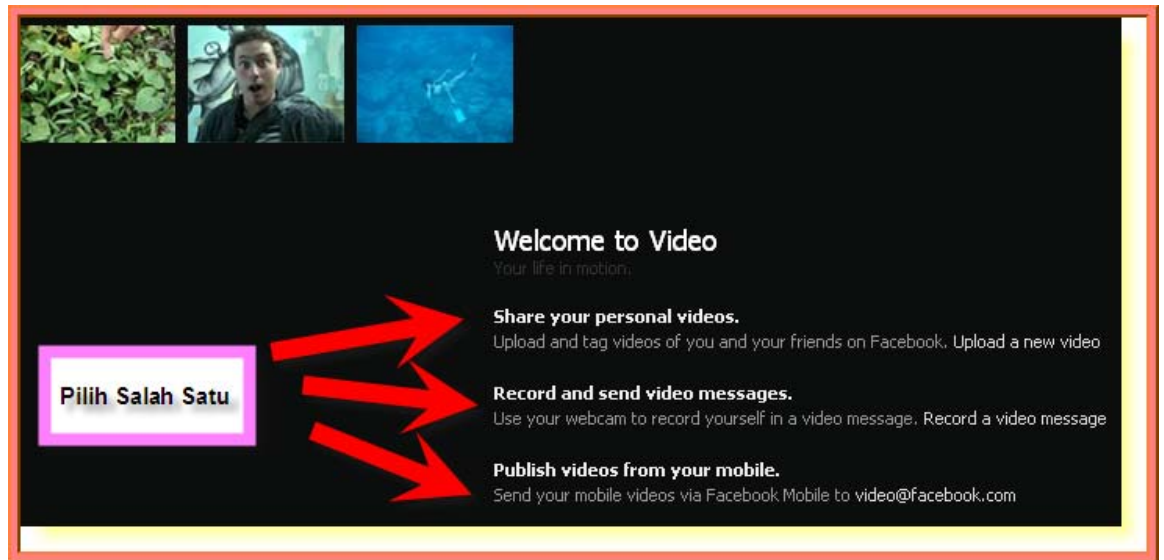 Welcome to Video
Your life in motion.
Share your personal videos.
Upload and tag videos of you and your friends on Facebook. Upload a new video
Pilih Salah Satu
Record and send video messages.
Use your webcam to record yourself in a video message. Record a video message
Publish videos from your mobile.
Send your mobile videos via Facebook Mobile to video@facebook.com